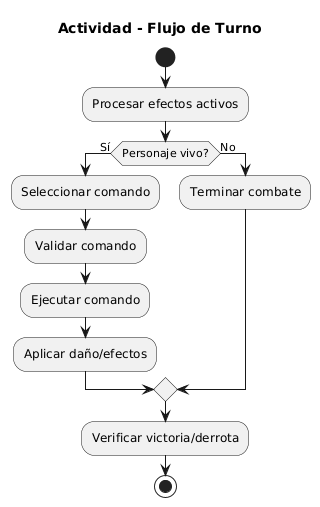 Actividad - Flujo de Turno
Procesar efectos activos
Sí
Personaje vivo?
No
Seleccionar comando
Terminar combate
Validar comando
Ejecutar comando
Aplicar daño/efectos
Verificar victoria/derrota